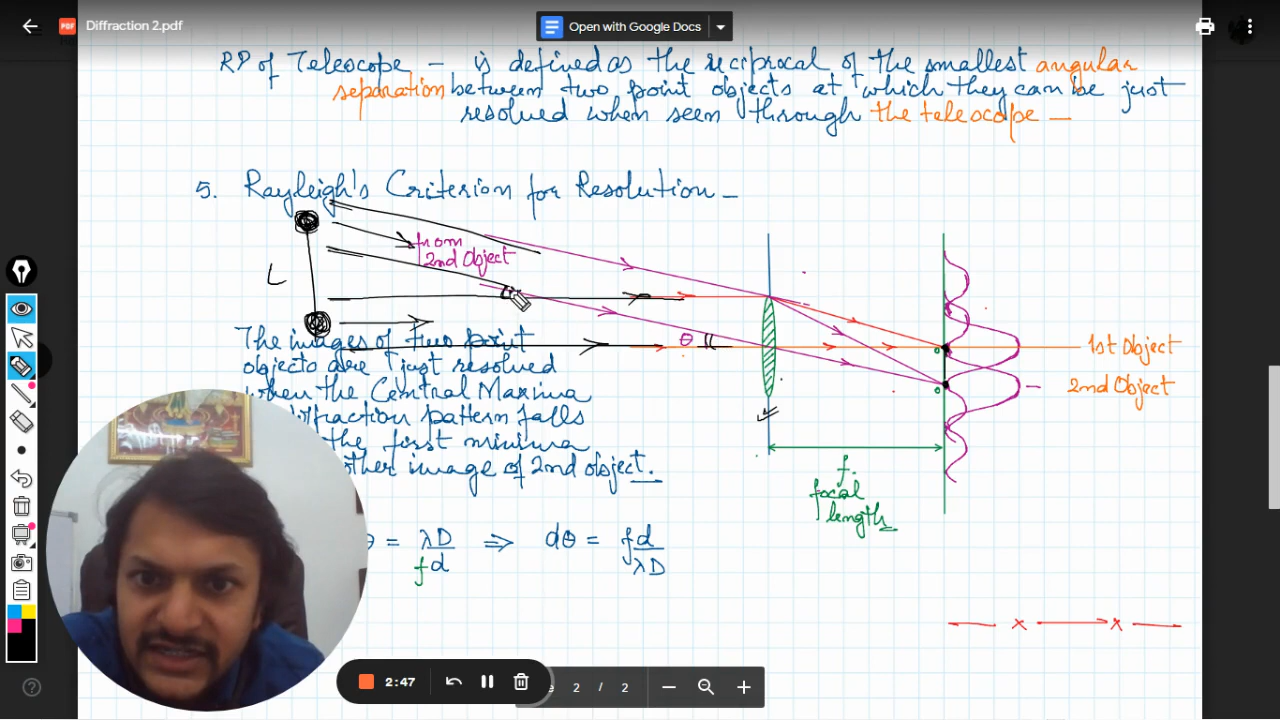 Diffraction 2.pdf
PDF
Open with Google Docs
RP of Telescope - is defined as the reciprocal of the smallest angular
separation between two point objects at which they can be just
resolved when seen through the telescope -
5. Rayleigh's Criterion for Resolution -
from
2nd Object
L
θ
The images of two point
objects are just resolved
when the Central Maxima
diffraction pattern falls
the first minima
other image of 2nd object.
1st Object
2nd Object
f.
focal
length
θ = λD / fd ⇒ dθ = fd / λD
2:47
2 / 2